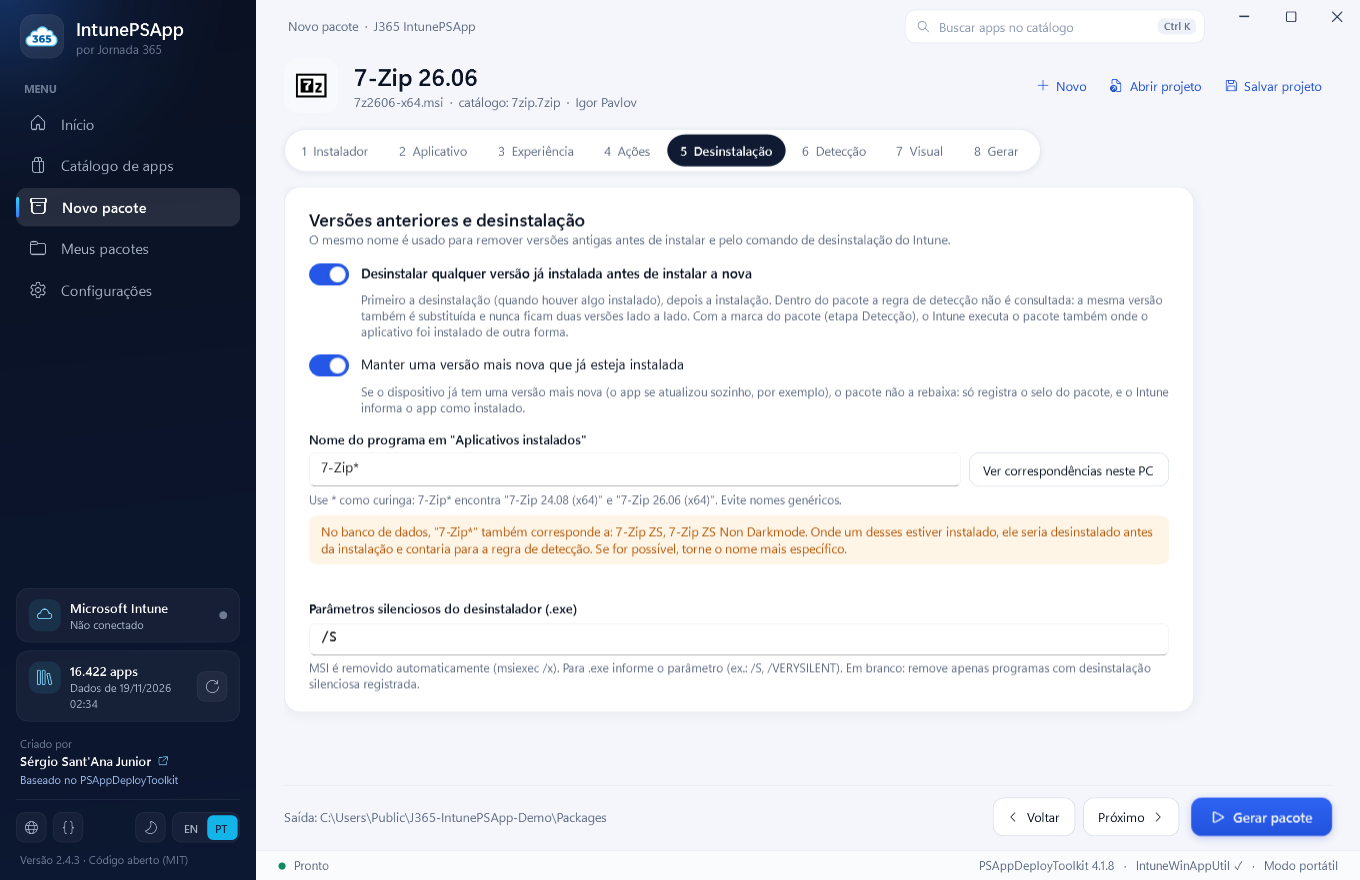 365
IntunePSApp
por Jornada 365
MENU
Início
Catálogo de apps
Novo pacote
Meus pacotes
Configurações
Microsoft Intune
Não conectado
16.422 apps
Dados de 19/11/2026
02:34
Criado por
Sérgio Sant'Ana Junior
Baseado no PSAppDeployToolkit
{}
EN
PT
Versão 2.4.3 · Código aberto (MIT)
Novo pacote · J365 IntunePSApp
Buscar apps no catálogo
Ctrl K
7z
7-Zip 26.06
7z2606-x64.msi · catálogo: 7zip.7zip · Igor Pavlov
Novo
Abrir projeto
Salvar projeto
1 Instalador
2 Aplicativo
3 Experiência
4 Ações
5 Desinstalação
6 Detecção
7 Visual
8 Gerar
Versões anteriores e desinstalação
O mesmo nome é usado para remover versões antigas antes de instalar e pelo comando de desinstalação do Intune.
Desinstalar qualquer versão já instalada antes de instalar a nova
Primeiro a desinstalação (quando houver algo instalado), depois a instalação. Dentro do pacote a regra de detecção não é consultada: a mesma versão
também é substituída e nunca ficam duas versões lado a lado. Com a marca do pacote (etapa Detecção), o Intune executa o pacote também onde o
aplicativo foi instalado de outra forma.
Manter uma versão mais nova que já esteja instalada
Se o dispositivo já tem uma versão mais nova (o app se atualizou sozinho, por exemplo), o pacote não a rebaixa: só registra o selo do pacote, e o Intune
informa o app como instalado.
Nome do programa em "Aplicativos instalados"
7-Zip*
Ver correspondências neste PC
Use * como curinga: 7-Zip* encontra "7-Zip 24.08 (x64)" e "7-Zip 26.06 (x64)". Evite nomes genéricos.
No banco de dados, "7-Zip*" também corresponde a: 7-Zip ZS, 7-Zip ZS Non Darkmode. Onde um desses estiver instalado, ele seria desinstalado antes
da instalação e contaria para a regra de detecção. Se for possível, torne o nome mais específico.
Parâmetros silenciosos do desinstalador (.exe)
/S
MSI é removido automaticamente (msiexec /x). Para .exe informe o parâmetro (ex.: /S, /VERYSILENT). Em branco: remove apenas programas com desinstalação
silenciosa registrada.
Saída: C:\Users\Public\J365-IntunePSApp-Demo\Packages
Voltar
Próximo
Gerar pacote
Pronto
PSAppDeployToolkit 4.1.8 · IntuneWinAppUtil ✓ · Modo portátil